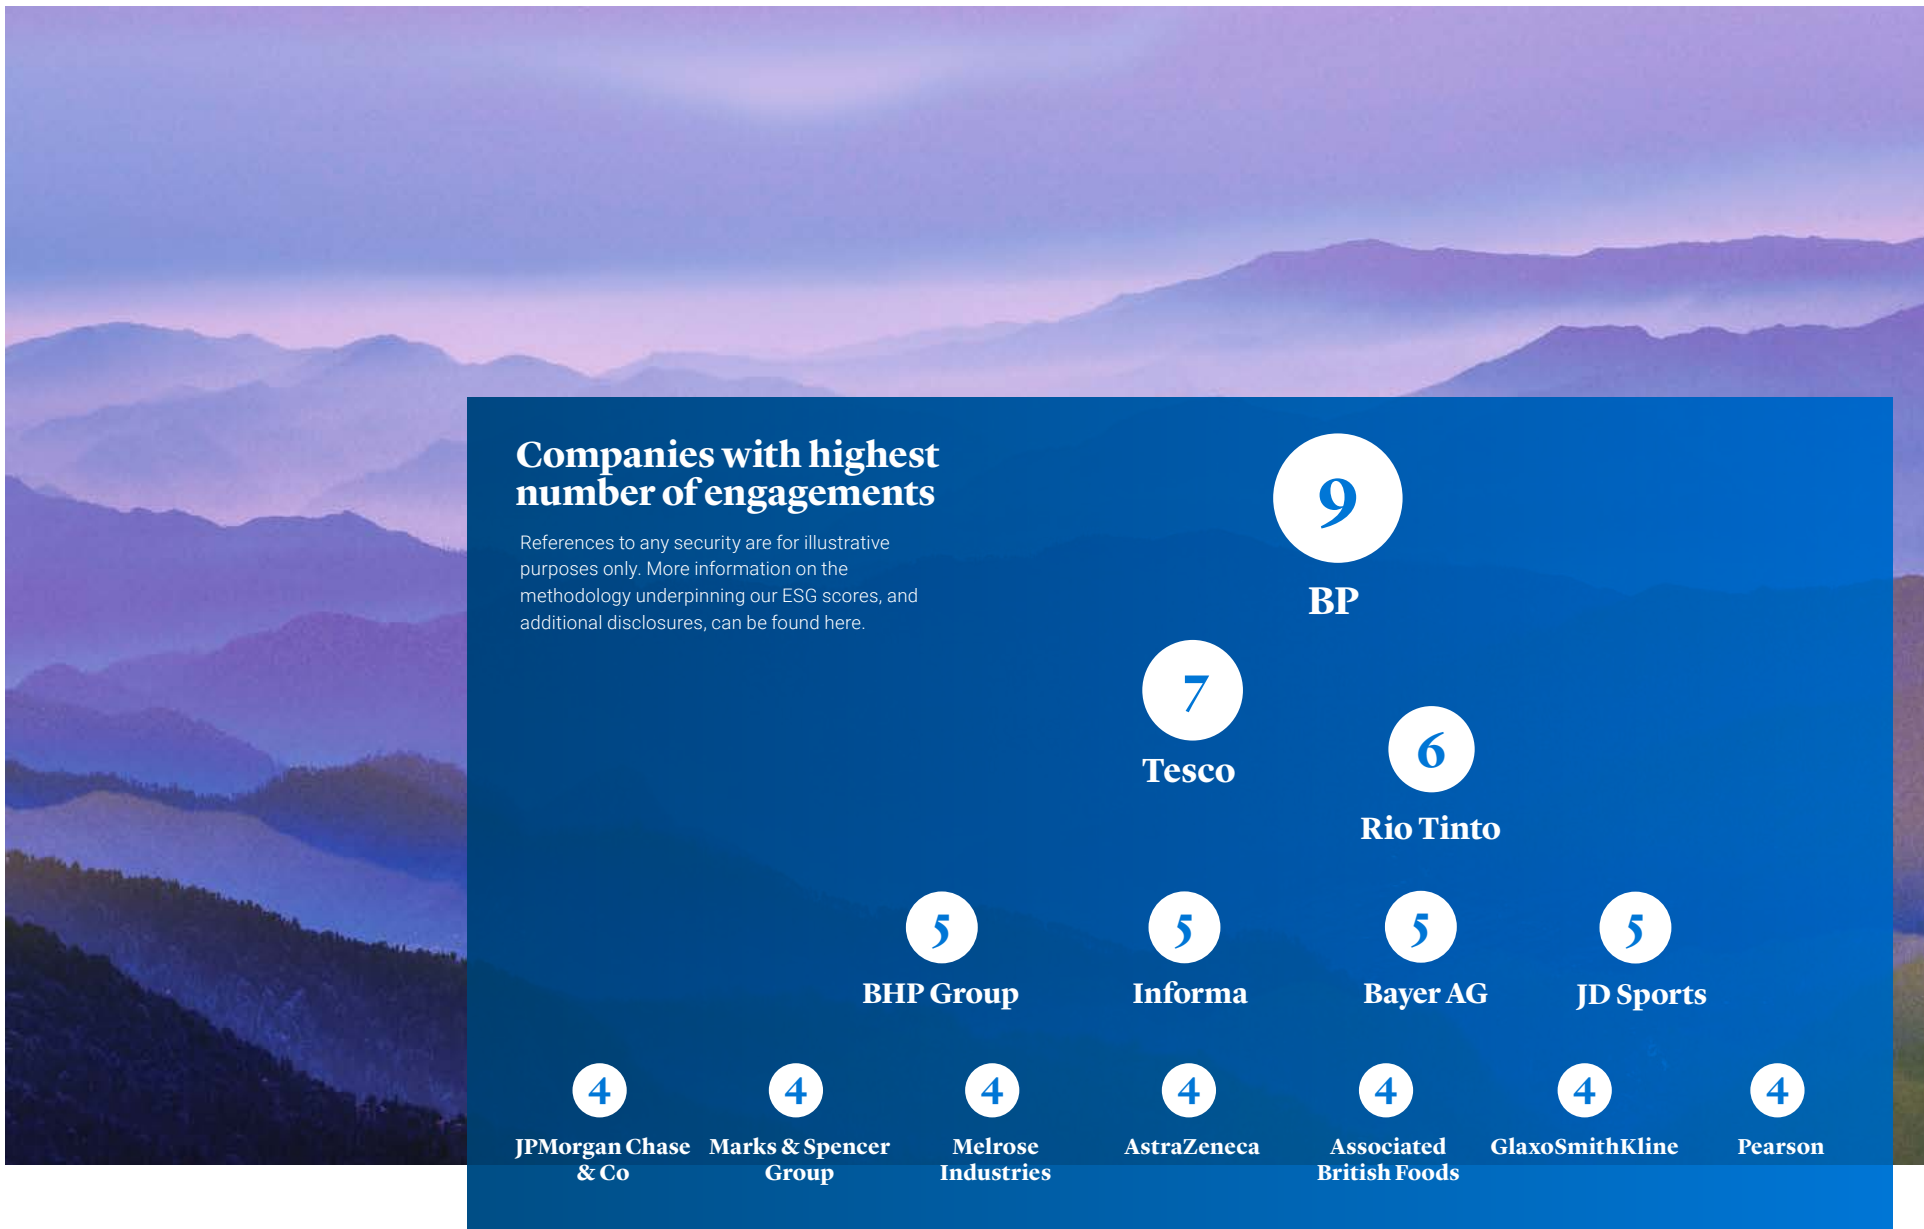 Companies with highest
number of engagements
References to any security are for illustrative
purposes only. More information on the
methodology underpinning our ESG scores, and
additional disclosures, can be found here.
9
BP
7
Tesco
6
Rio Tinto
5
BHP Group
5
Informa
5
Bayer AG
5
JD Sports
4
JPMorgan Chase
& Co
4
Marks & Spencer
Group
4
Melrose
Industries
4
AstraZeneca
4
Associated
British Foods
4
GlaxoSmithKline
4
Pearson